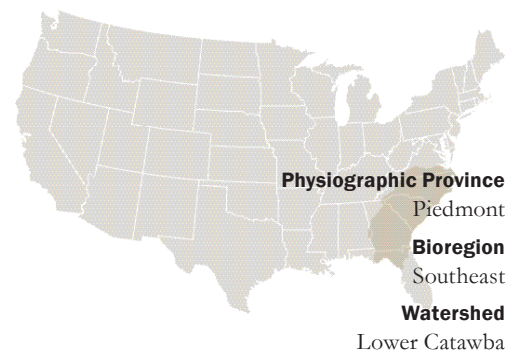 Physiographic Province
Piedmont
Bioregion
Southeast
Watershed
Lower Catawba